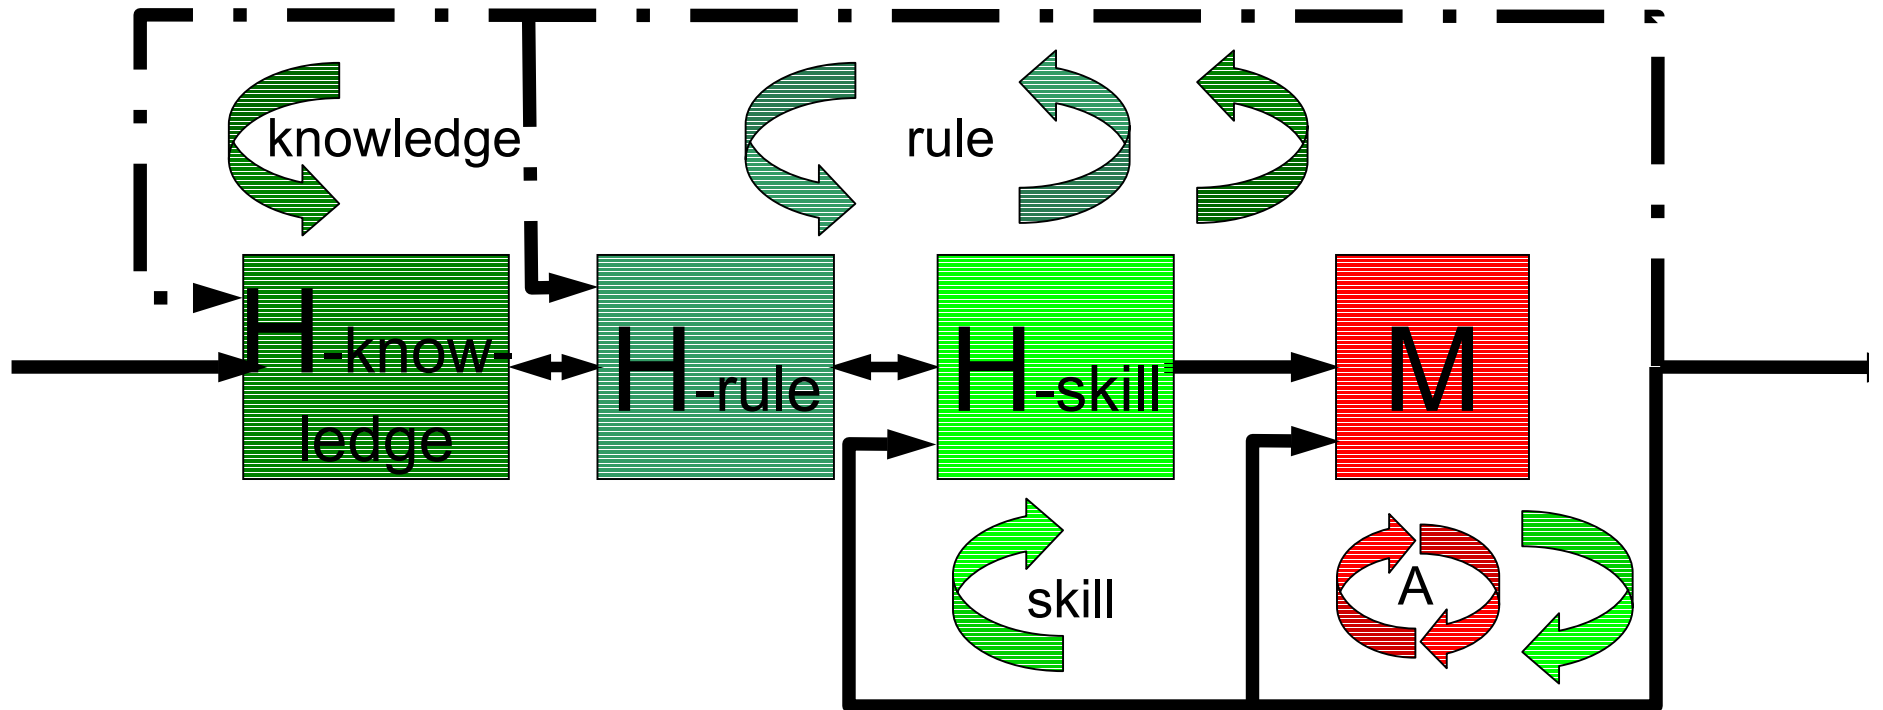 knowledge
rule
H-know-
ledge
H-rule
H-skill
M
skill
A